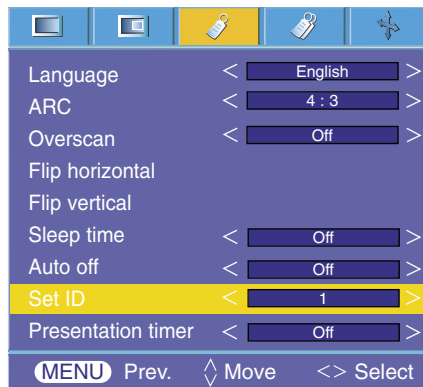 Language < English >
ARC < 4 : 3 >
Overscan < Off >
Flip horizontal
Flip vertical
Sleep time < Off >
Auto off < Off >
Set ID < 1 >
Presentation timer < Off >
MENU Prev. Move <> Select